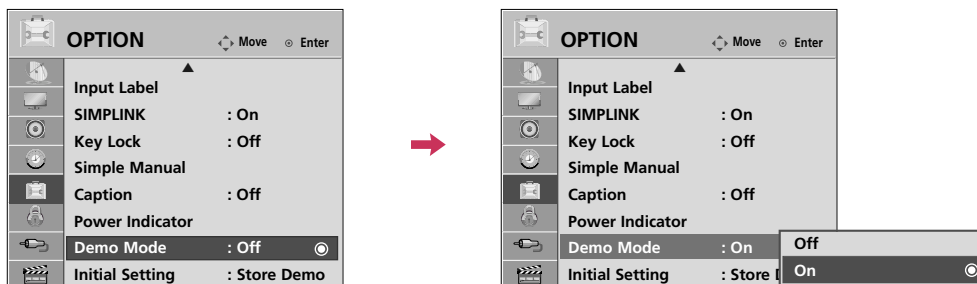 OPTION Move Enter
Input Label
SIMPLINK : On
Key Lock : Off
Simple Manual
Caption : Off
Power Indicator
Demo Mode : Off
Initial Setting : Store Demo
OPTION Move Enter
Input Label
SIMPLINK : On
Key Lock : Off
Simple Manual
Caption : Off
Power Indicator
Demo Mode : On
Initial Setting : Store
Off
On